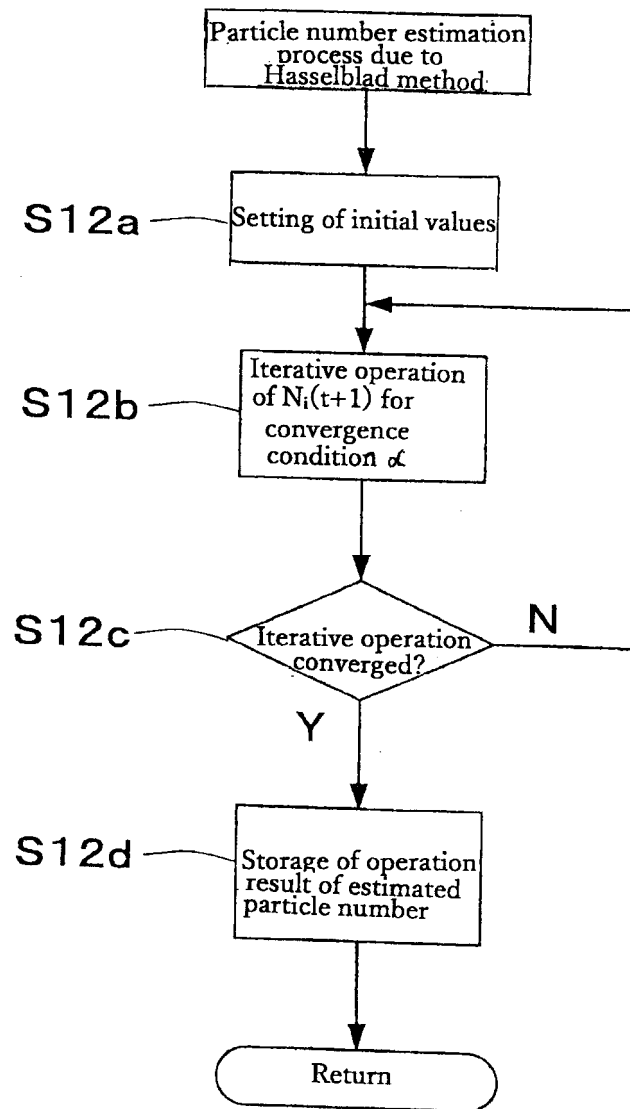 Particle number estimation
process due to
Hasselblad method
S12a
Setting of initial values
S12b
Iterative operation
of Nᵢ(t+1) for
convergence
condition α
S12c
Iterative operation
converged?
N
Y
S12d
Storage of operation
result of estimated
particle number
Return